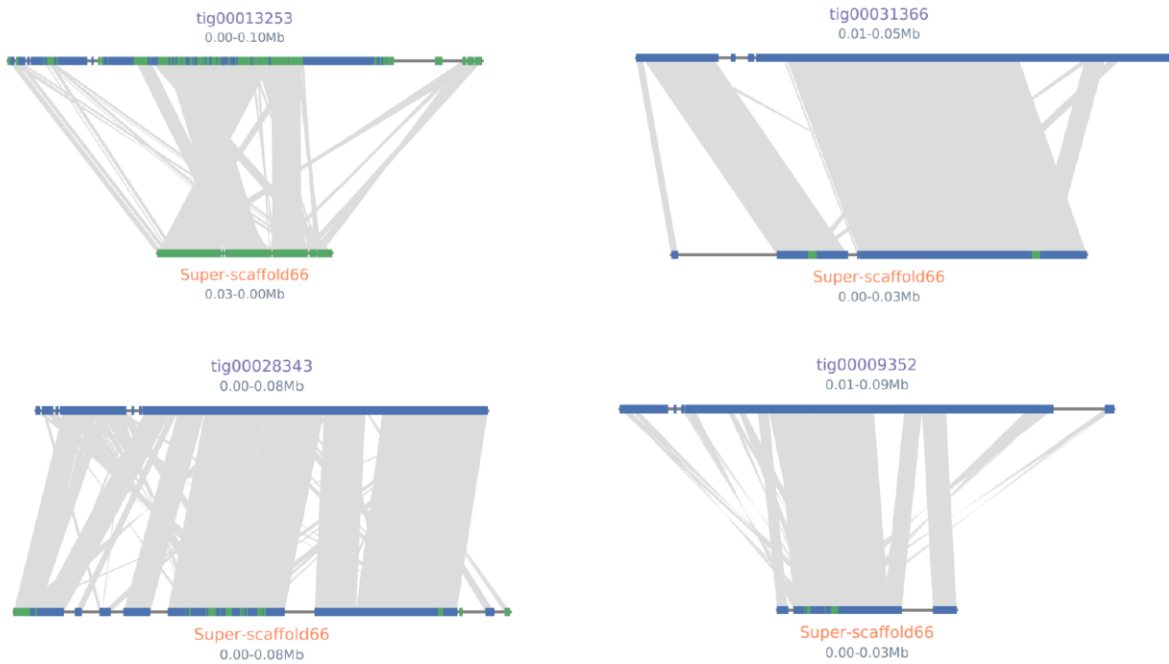 tig00013253
0.00-0.10Mb
Super-scaffold66
0.03-0.00Mb
tig00031366
0.01-0.05Mb
Super-scaffold66
0.00-0.03Mb
tig00028343
0.00-0.08Mb
Super-scaffold66
0.00-0.08Mb
tig00009352
0.01-0.09Mb
Super-scaffold66
0.00-0.03Mb